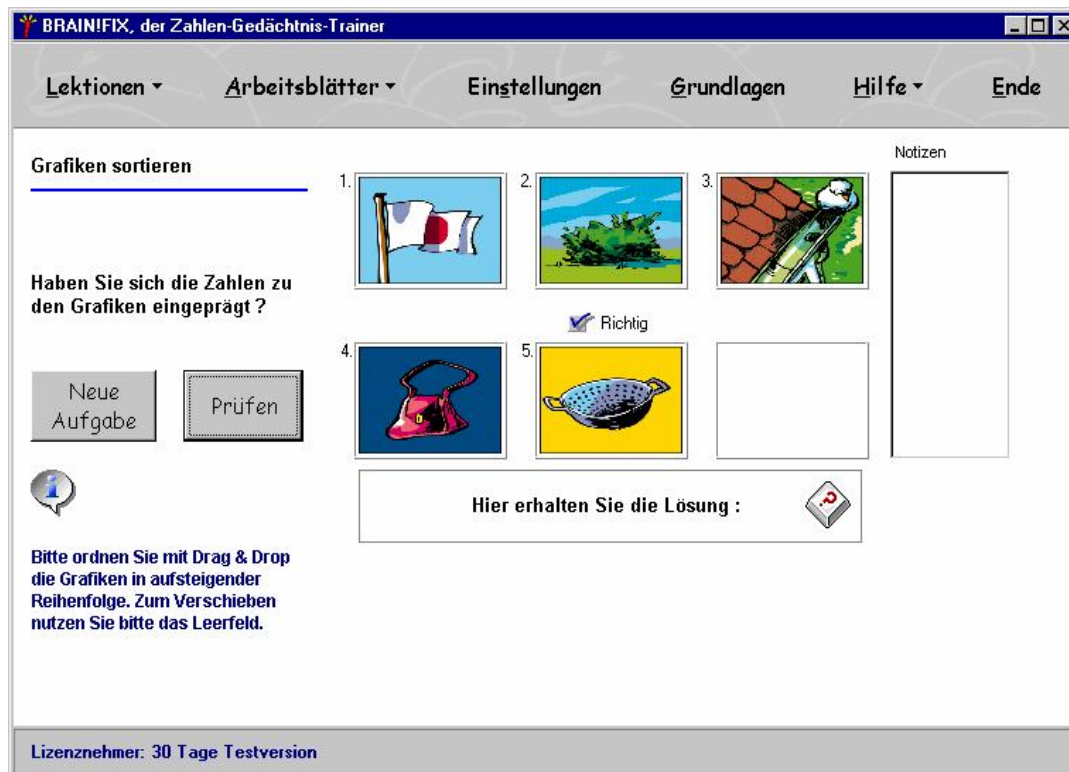 BRAIN!FIX, der Zahlen-Gedächtnis-Trainer
Lektionen Arbeitsblätter Einstellungen Grundlagen Hilfe Ende
Grafiken sortieren
Haben Sie sich die Zahlen zu
den Grafiken eingeprägt ?
Neue
Aufgabe
Prüfen
Bitte ordnen Sie mit Drag & Drop
die Grafiken in aufsteigender
Reihenfolge. Zum Verschieben
nutzen Sie bitte das Leerfeld.
1. 2. 3.
Richtig
4. 5.
Hier erhalten Sie die Lösung : ?
Notizen
Lizenznehmer: 30 Tage Testversion